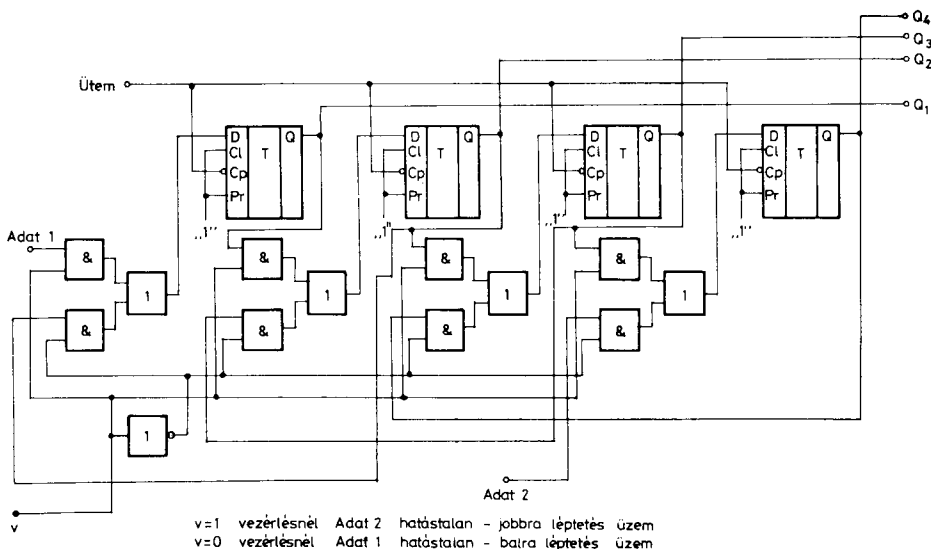 Q4
Q3
Q2
Ütem
Q1
D Q
Cl T
Cp
Pr
D Q
Cl T
Cp
Pr
D Q
Cl T
Cp
Pr
D Q
Cl T
Cp
Pr
„1” „1” „1” „1”
Adat 1
& & & &
1 1 1 1
& & & &
1
Adat 2
v
v=1 vezérlésnél Adat 2 hatástalan - jobbra léptetés üzem
v=0 vezérlésnél Adat 1 hatástalan - balra léptetés üzem